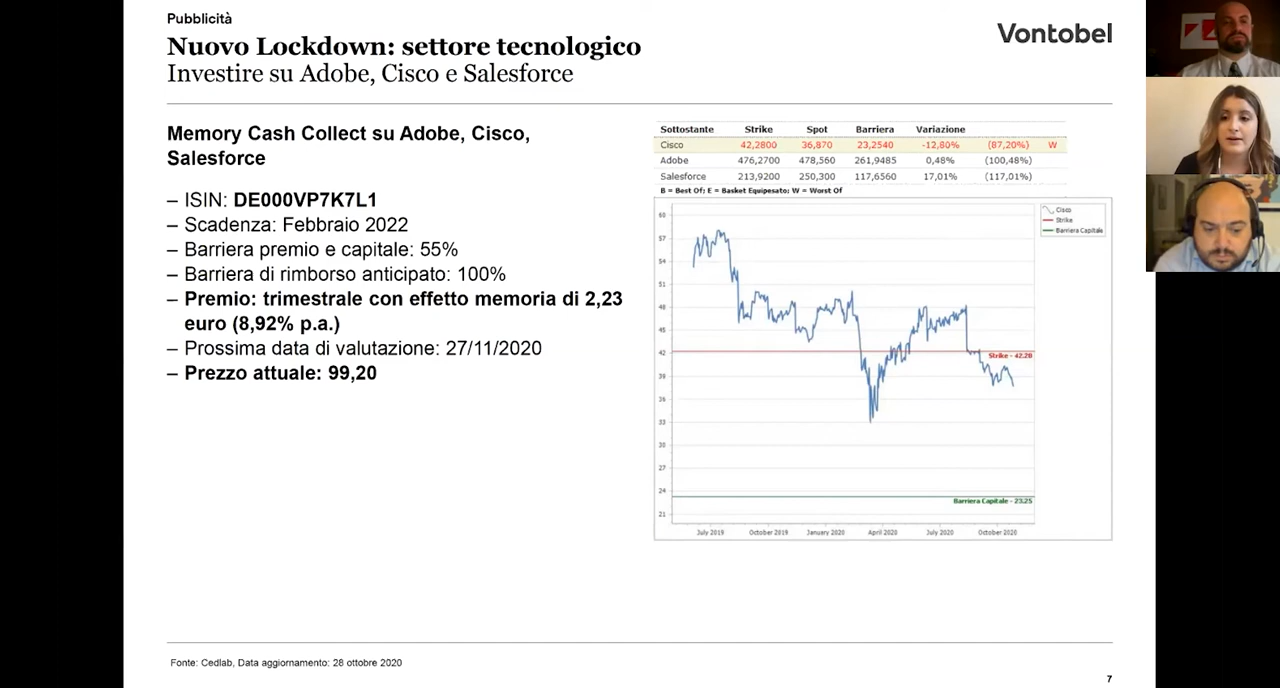 Pubblicità
Nuovo Lockdown: settore tecnologico
Investire su Adobe, Cisco e Salesforce
Vontobel
Memory Cash Collect su Adobe, Cisco,
Salesforce
– ISIN: DE000VP7K7L1
– Scadenza: Febbraio 2022
– Barriera premio e capitale: 55%
– Barriera di rimborso anticipato: 100%
– Premio: trimestrale con effetto memoria di 2,23
euro (8,92% p.a.)
– Prossima data di valutazione: 27/11/2020
– Prezzo attuale: 99,20
Sottostante Strike Spot Barriera Variazione
Cisco 42,2800 36,870 23,2540 -12,80% (87,20%) W
Adobe 476,2700 478,560 261,9485 0,48% (100,48%)
Salesforce 213,9200 250,300 117,6560 17,01% (117,01%)
B = Best Of; E = Basket Equipesato; W = Worst Of
Cisco
Strike
Barriera Capitale
60
57
54
51
48
45
42
39
36
33
30
27
24
21
Strike - 42.28
Barriera Capitale - 23.25
July 2019 October 2019 January 2020 April 2020 July 2020 October 2020
Fonte: Cedlab, Data aggiornamento: 28 ottobre 2020
7